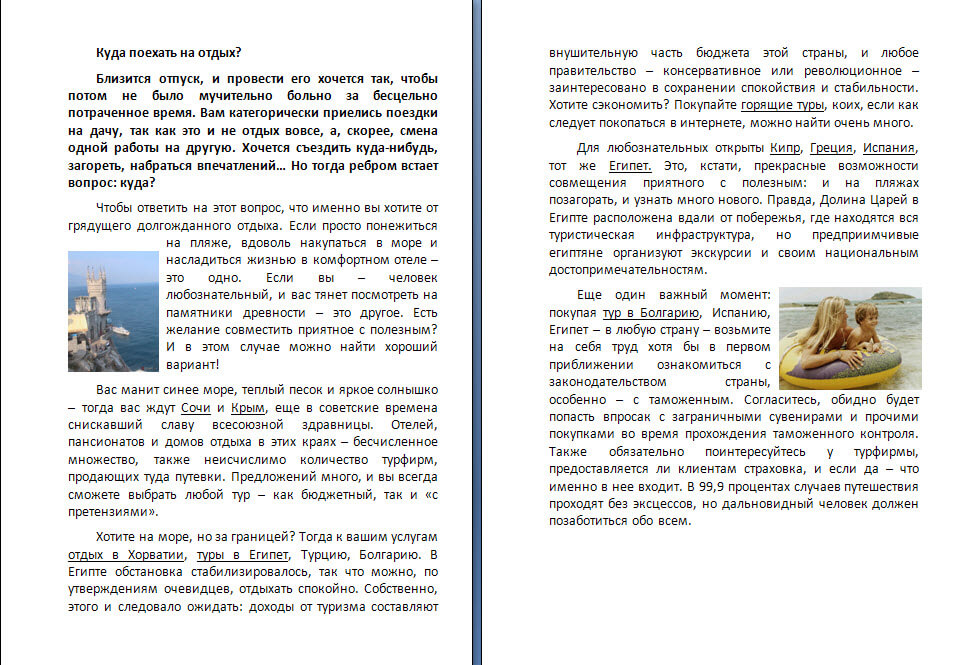 Куда поехать на отдых?
Близится отпуск, и провести его хочется так, чтобы
потом не было мучительно больно за бесцельно
потраченное время. Вам категорически приелись поездки
на дачу, так как это и не отдых вовсе, а, скорее, смена
одной работы на другую. Хочется съездить куда-нибудь,
загореть, набраться впечатлений… Но тогда ребром встает
вопрос: куда?
Чтобы ответить на этот вопрос, что именно вы хотите от
грядущего долгожданного отдыха. Если просто понежиться
на пляже, вдоволь накупаться в море и
насладиться жизнью в комфортном отеле –
это одно. Если вы – человек
любознательный, и вас тянет посмотреть на
памятники древности – это другое. Есть
желание совместить приятное с полезным?
И в этом случае можно найти хороший
вариант!
Вас манит синее море, теплый песок и яркое солнышко
– тогда вас ждут Сочи и Крым, еще в советские времена
снискавший славу всесоюзной здравницы. Отелей,
пансионатов и домов отдыха в этих краях – бесчисленное
множество, также неисчислимо количество турфирм,
продающих туда путевки. Предложений много, и вы всегда
сможете выбрать любой тур – как бюджетный, так и «с
претензиями».
Хотите на море, но за границей? Тогда к вашим услугам
отдых в Хорватии, туры в Египет, Турцию, Болгарию. В
Египте обстановка стабилизировалось, так что можно, по
утверждениям очевидцев, отдыхать спокойно. Собственно,
этого и следовало ожидать: доходы от туризма составляют
внушительную часть бюджета этой страны, и любое
правительство – консервативное или революционное –
заинтересовано в сохранении спокойствия и стабильности.
Хотите сэкономить? Покупайте горящие туры, коих, если как
следует покопаться в интернете, можно найти очень много.
Для любознательных открыты Кипр, Греция, Испания,
тот же Египет. Это, кстати, прекрасные возможности
совмещения приятного с полезным: и на пляжах
позагорать, и узнать много нового. Правда, Долина Царей в
Египте расположена вдали от побережья, где находятся вся
туристическая инфраструктура, но предприимчивые
египтяне организуют экскурсии и своим национальным
достопримечательностям.
Еще один важный момент:
покупая тур в Болгарию, Испанию,
Египет – в любую страну – возьмите
на себя труд хотя бы в первом
приближении ознакомиться с
законодательством страны,
особенно – с таможенным. Согласитесь, обидно будет
попасть впросак с заграничными сувенирами и прочими
покупками во время прохождения таможенного контроля.
Также обязательно поинтересуйтесь у турфирмы,
предоставляется ли клиентам страховка, и если да – что
именно в нее входит. В 99,9 процентах случаев путешествия
проходят без эксцессов, но дальновидный человек должен
позаботиться обо всем.